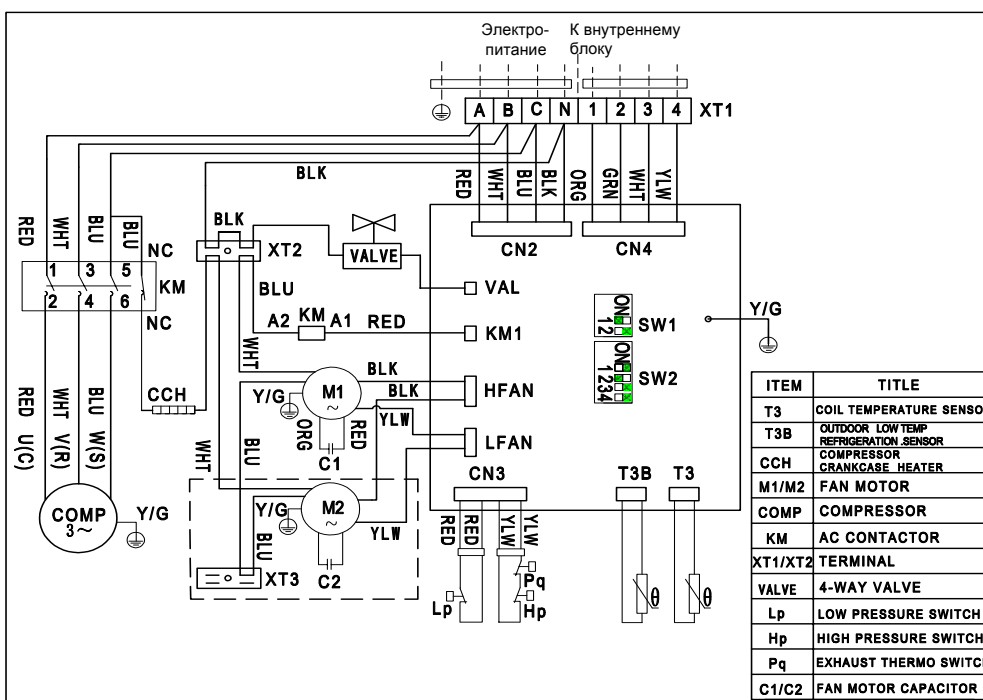 Электро-
питание
К внутреннему
блоку
A B C N 1 2 3 4 XT1
BLK
RED WHT BLU BLK ORG GRN WHT YLW
RED WHT BLU BLU
NC
BLK
XT2
VALVE
CN2 CN4
1 3 5
KM
2 4 6
NC
BLU
A2 KM A1 RED
VAL
KM1
ON
1 2
SW1
Y/G
ON
1234
SW2
WHT
BLK
BLK
HFAN
Y/G M1 ~
CCH
ORG RED
YLW
C1
LFAN
RED U(C) WHT V(R) BLU W(S)
WHT BLU
CN3 T3B T3
COMP
3~
Y/G
Y/G M2 ~
YLW
BLU
XT3 C2
RED RED YLW YLW
Pq
Lp Hp
θ θ
ITEM TITLE
T3 COIL TEMPERATURE SENSO
T3B OUTDOOR LOW TEMP
REFRIGERATION .SENSOR
CCH COMPRESSOR
CRANKCASE HEATER
M1/M2 FAN MOTOR
COMP COMPRESSOR
KM AC CONTACTOR
XT1/XT2 TERMINAL
VALVE 4-WAY VALVE
Lp LOW PRESSURE SWITCH
Hp HIGH PRESSURE SWITCH
Pq EXHAUST THERMO SWITC
C1/C2 FAN MOTOR CAPACITOR